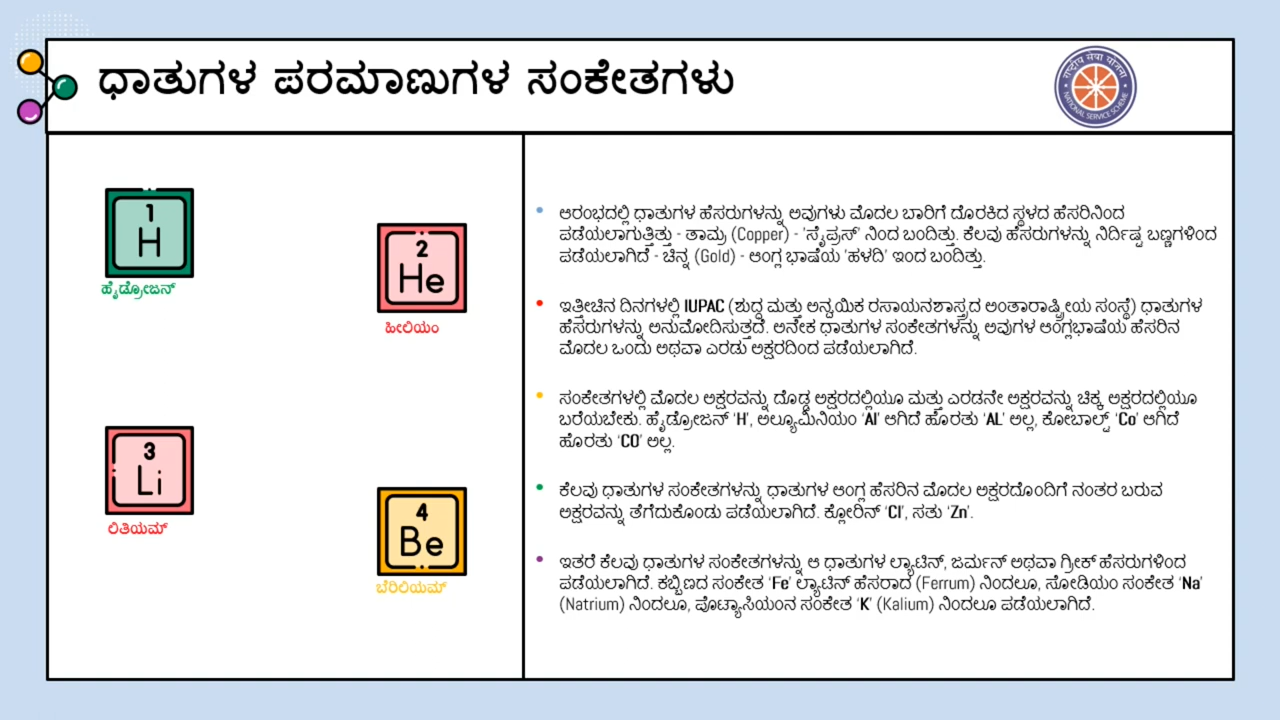 ಧಾತುಗಳ ಪರಮಾಣುಗಳ ಸಂಕೇತಗಳು
राष्ट्रीय सेवा योजना
NATIONAL SERVICE SCHEME
1
H
ಹೈಡ್ರೋಜನ್
2
He
ಹೀಲಿಯಂ
3
Li
ಲಿತಿಯಮ್
4
Be
ಬೆರಿಲಿಯಮ್
• ಆರಂಭದಲ್ಲಿ ಧಾತುಗಳ ಹೆಸರುಗಳನ್ನು ಅವುಗಳು ಮೊದಲ ಬಾರಿಗೆ ದೊರಕಿದ ಸ್ಥಳದ ಹೆಸರಿನಿಂದ
ಪಡೆಯಲಾಗುತ್ತಿತ್ತು - ತಾಮ್ರ (Copper) - 'ಸೈಪ್ರಸ್' ನಿಂದ ಬಂದಿತ್ತು. ಕೆಲವು ಹೆಸರುಗಳನ್ನು ನಿರ್ದಿಷ್ಟ ಬಣ್ಣಗಳಿಂದ
ಪಡೆಯಲಾಗಿದೆ - ಚಿನ್ನ (Gold) - ಆಂಗ್ಲ ಭಾಷೆಯ 'ಹಳದಿ' ಇಂದ ಬಂದಿತ್ತು.
• ಇತ್ತೀಚಿನ ದಿನಗಳಲ್ಲಿ IUPAC (ಶುದ್ಧ ಮತ್ತು ಅನ್ವಯಿಕ ರಸಾಯನಶಾಸ್ತ್ರದ ಅಂತಾರಾಷ್ಟ್ರೀಯ ಸಂಸ್ಥೆ) ಧಾತುಗಳ
ಹೆಸರುಗಳನ್ನು ಅನುಮೋದಿಸುತ್ತದೆ. ಅನೇಕ ಧಾತುಗಳ ಸಂಕೇತಗಳನ್ನು ಅವುಗಳ ಆಂಗ್ಲಭಾಷೆಯ ಹೆಸರಿನ
ಮೊದಲ ಒಂದು ಅಥವಾ ಎರಡು ಅಕ್ಷರದಿಂದ ಪಡೆಯಲಾಗಿದೆ.
• ಸಂಕೇತಗಳಲ್ಲಿ ಮೊದಲ ಅಕ್ಷರವನ್ನು ದೊಡ್ಡ ಅಕ್ಷರದಲ್ಲಿಯೂ ಮತ್ತು ಎರಡನೇ ಅಕ್ಷರವನ್ನು ಚಿಕ್ಕ ಅಕ್ಷರದಲ್ಲಿಯೂ
ಬರೆಯಬೇಕು. ಹೈಡ್ರೋಜನ್ 'H', ಅಲ್ಯೂಮಿನಿಯಂ 'Al' ಆಗಿದೆ ಹೊರತು 'AL' ಅಲ್ಲ, ಕೋಬಾಲ್ಟ್ 'Co' ಆಗಿದೆ
ಹೊರತು 'CO' ಅಲ್ಲ.
• ಕೆಲವು ಧಾತುಗಳ ಸಂಕೇತಗಳನ್ನು ಧಾತುಗಳ ಆಂಗ್ಲ ಹೆಸರಿನ ಮೊದಲ ಅಕ್ಷರದೊಂದಿಗೆ ನಂತರ ಬರುವ
ಅಕ್ಷರವನ್ನು ತೆಗೆದುಕೊಂಡು ಪಡೆಯಲಾಗಿದೆ. ಕ್ಲೋರಿನ್ 'Cl', ಸತು 'Zn'.
• ಇತರೆ ಕೆಲವು ಧಾತುಗಳ ಸಂಕೇತಗಳನ್ನು ಆ ಧಾತುಗಳ ಲ್ಯಾಟಿನ್, ಜರ್ಮನ್ ಅಥವಾ ಗ್ರೀಕ್ ಹೆಸರುಗಳಿಂದ
ಪಡೆಯಲಾಗಿದೆ. ಕಬ್ಬಿಣದ ಸಂಕೇತ 'Fe' ಲ್ಯಾಟಿನ್ ಹೆಸರಾದ (Ferrum) ನಿಂದಲೂ, ಸೋಡಿಯಂ ಸಂಕೇತ 'Na'
(Natrium) ನಿಂದಲೂ, ಪೊಟ್ಯಾಸಿಯಂನ ಸಂಕೇತ 'K' (Kalium) ನಿಂದಲೂ ಪಡೆಯಲಾಗಿದೆ.